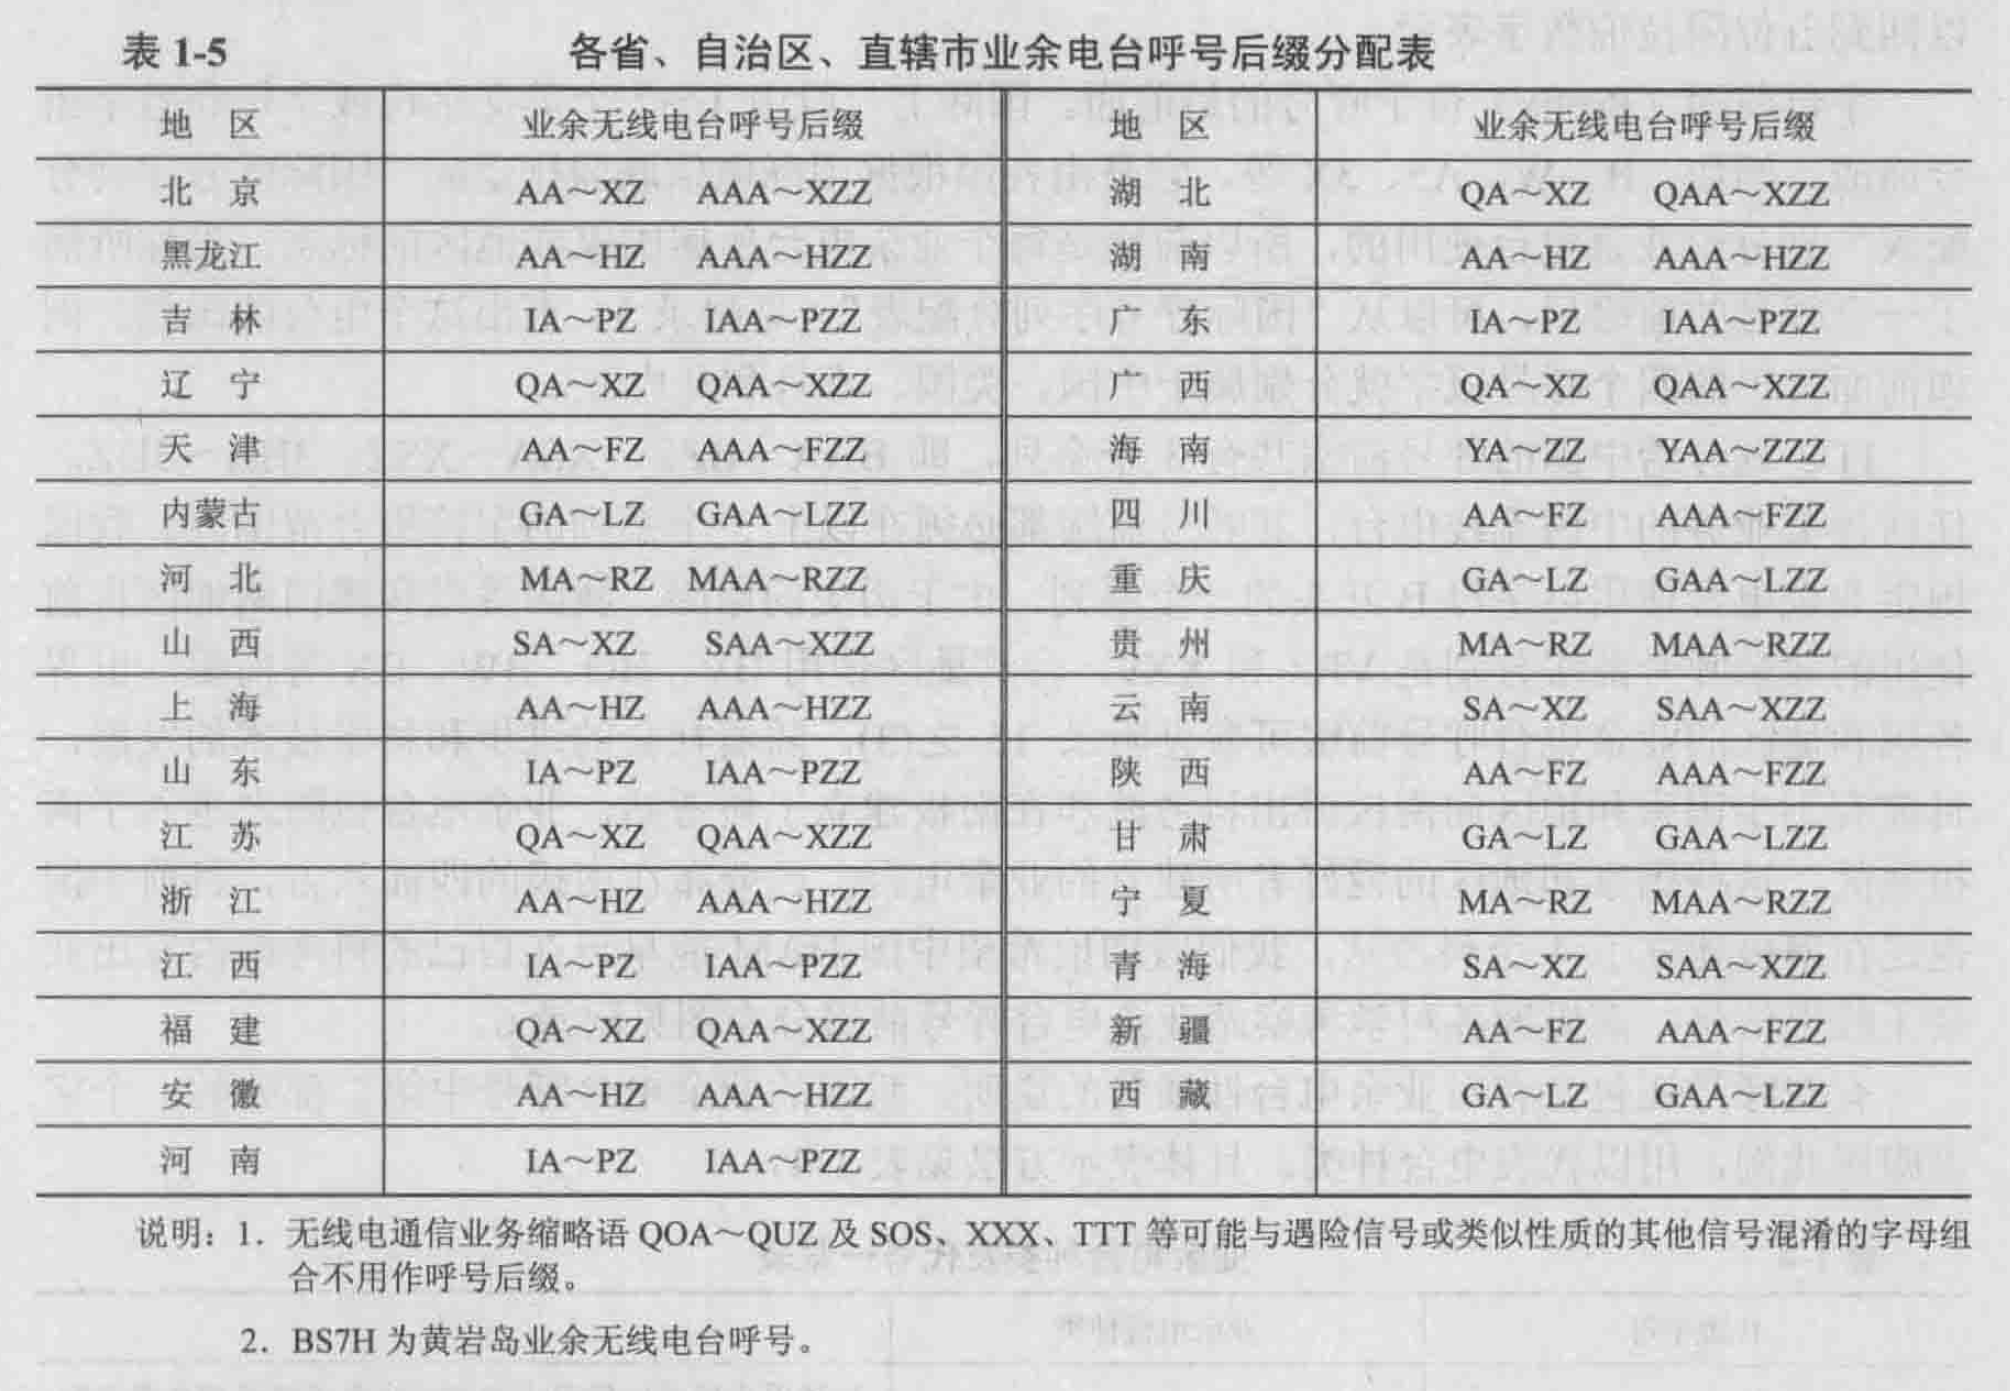 表 1-5 各省、自治区、直辖市业余电台呼号后缀分配表
地 区 业余无线电台呼号后缀 地 区 业余无线电台呼号后缀
北 京 AA～XZ AAA～XZZ 湖 北 QA～XZ QAA～XZZ
黑龙江 AA～HZ AAA～HZZ 湖 南 AA～HZ AAA～HZZ
吉 林 IA～PZ IAA～PZZ 广 东 IA～PZ IAA～PZZ
辽 宁 QA～XZ QAA～XZZ 广 西 QA～XZ QAA～XZZ
天 津 AA～FZ AAA～FZZ 海 南 YA～ZZ YAA～ZZZ
内蒙古 GA～LZ GAA～LZZ 四 川 AA～FZ AAA～FZZ
河 北 MA～RZ MAA～RZZ 重 庆 GA～LZ GAA～LZZ
山 西 SA～XZ SAA～XZZ 贵 州 MA～RZ MAA～RZZ
上 海 AA～HZ AAA～HZZ 云 南 SA～XZ SAA～XZZ
山 东 IA～PZ IAA～PZZ 陕 西 AA～FZ AAA～FZZ
江 苏 QA～XZ QAA～XZZ 甘 肃 GA～LZ GAA～LZZ
浙 江 AA～HZ AAA～HZZ 宁 夏 MA～RZ MAA～RZZ
江 西 IA～PZ IAA～PZZ 青 海 SA～XZ SAA～XZZ
福 建 QA～XZ QAA～XZZ 新 疆 AA～FZ AAA～FZZ
安 徽 AA～HZ AAA～HZZ 西 藏 GA～LZ GAA～LZZ
河 南 IA～PZ IAA～PZZ
说明：1．无线电通信业务缩略语 QOA～QUZ 及 SOS、XXX、TTT 等可能与遇险信号或类似性质的其他信号混淆的字母组
合不用作呼号后缀。
2．BS7H 为黄岩岛业余无线电台呼号。